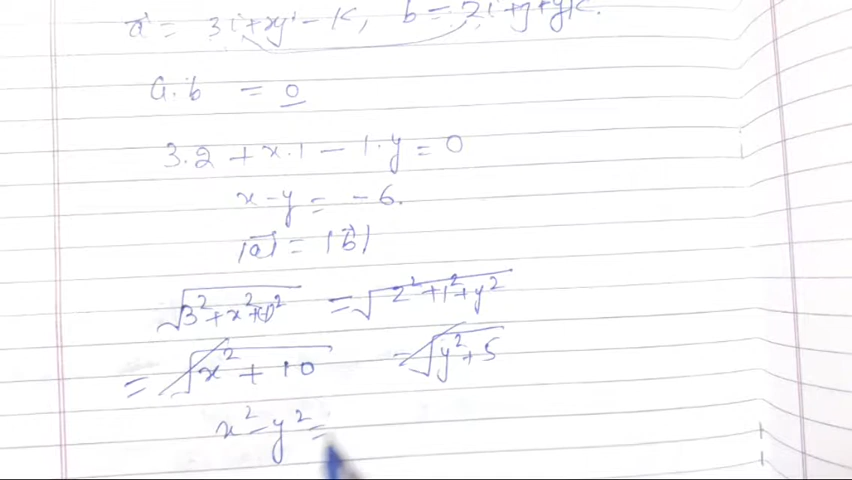 a⃗ = 3i + xj - k, b = 2i + j + yk.
a.b = 0
3.2 + x.1 - 1.y = 0
x - y = - 6.
|a⃗| = |b⃗|
√3²+x²+(-1)² = √2²+1²+y²
= √x² + 10 = √y²+5
x² - y² =